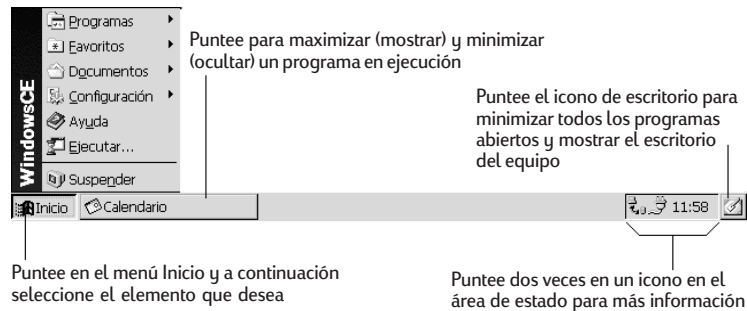 Programas
Favoritos
Documentos
Configuración
Ayuda
Ejecutar...
Suspender
WindowsCE
Inicio
Calendario
11:58
Puntee para maximizar (mostrar) y minimizar
(ocultar) un programa en ejecución
Puntee el icono de escritorio para
minimizar todos los programas
abiertos y mostrar el escritorio
del equipo
Puntee en el menú Inicio y a continuación
seleccione el elemento que desea
Puntee dos veces en un icono en el
área de estado para más información